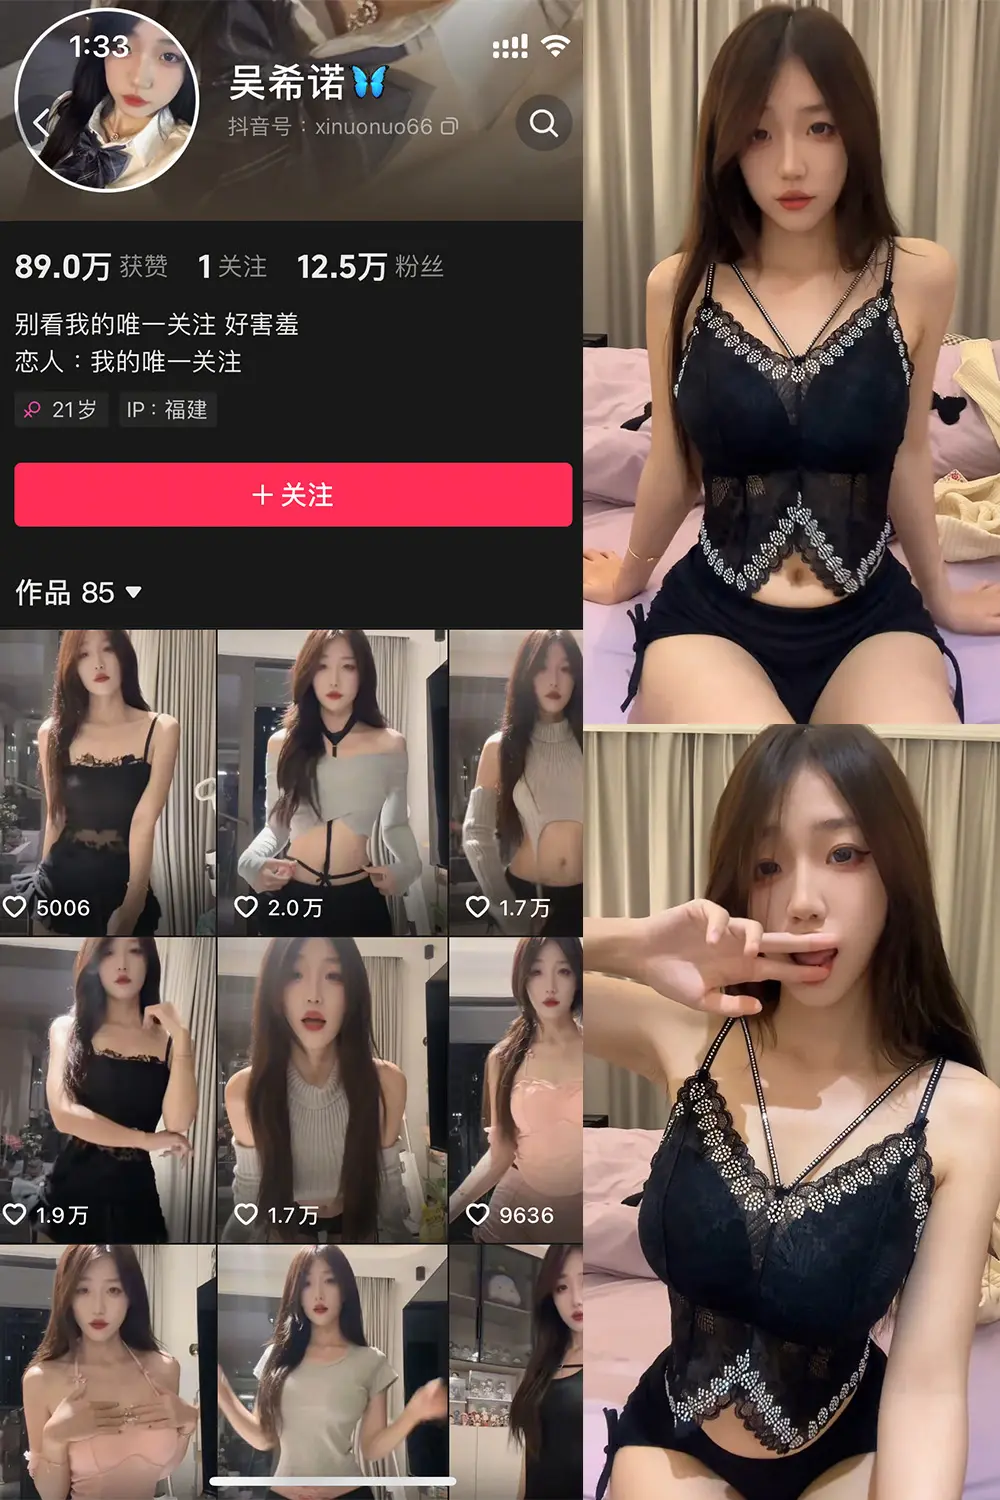 1:33
吴希诺🦋
抖音号：xinuonuo66
89.0万 获赞 1 关注 12.5万 粉丝
别看我的唯一关注 好害羞
恋人：我的唯一关注
21岁 IP：福建
＋关注
作品 85
5006 2.0万 1.7万
1.9万 1.7万 9636